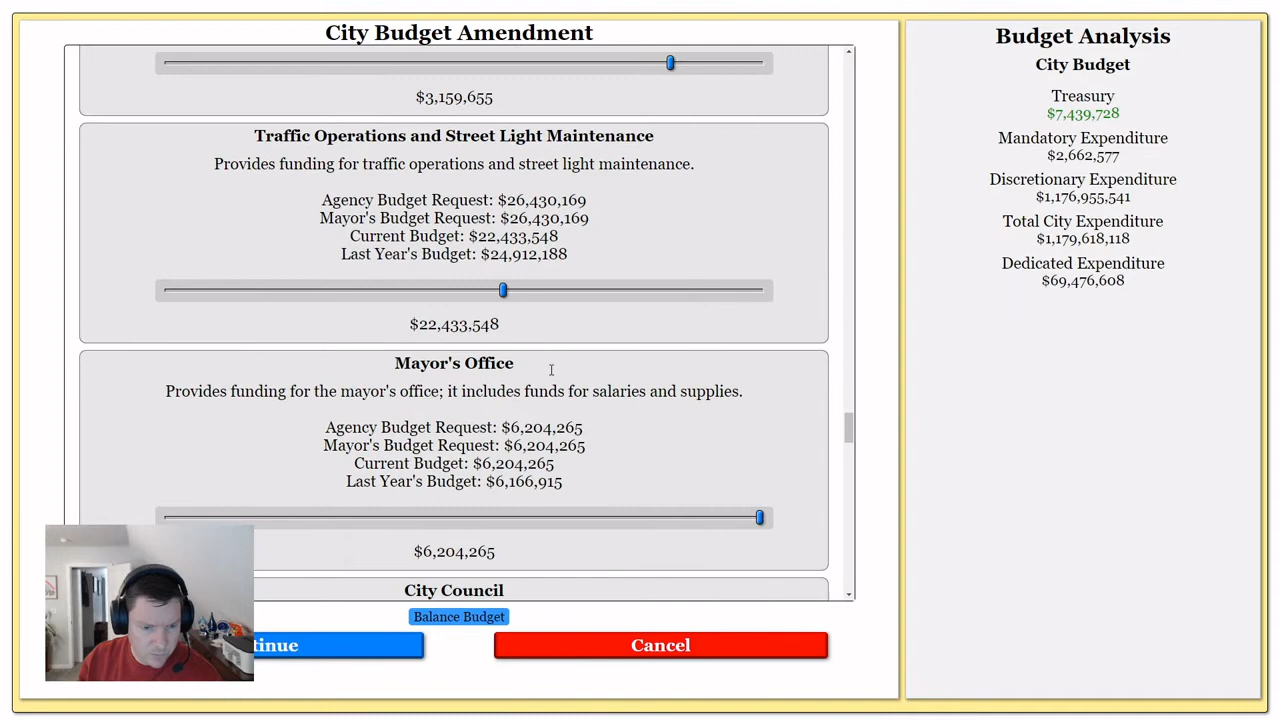 City Budget Amendment
$3,159,655
Traffic Operations and Street Light Maintenance
Provides funding for traffic operations and street light maintenance.
Agency Budget Request: $26,430,169
Mayor's Budget Request: $26,430,169
Current Budget: $22,433,548
Last Year's Budget: $24,912,188
$22,433,548
Mayor's Office
Provides funding for the mayor's office; it includes funds for salaries and supplies.
Agency Budget Request: $6,204,265
Mayor's Budget Request: $6,204,265
Current Budget: $6,204,265
Last Year's Budget: $6,166,915
$6,204,265
City Council
Balance Budget
tinue
Cancel
Budget Analysis
City Budget
Treasury
$7,439,728
Mandatory Expenditure
$2,662,577
Discretionary Expenditure
$1,176,955,541
Total City Expenditure
$1,179,618,118
Dedicated Expenditure
$69,476,608